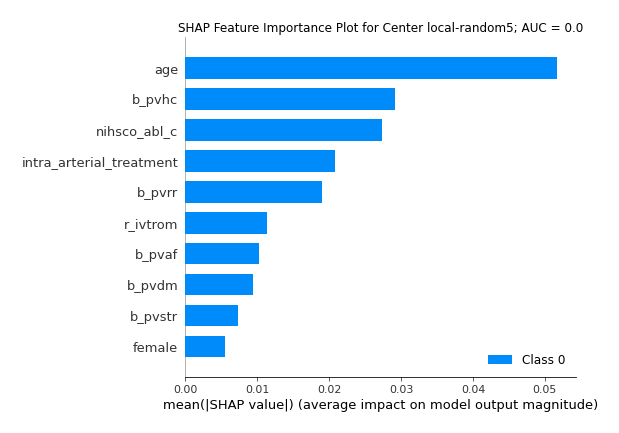 SHAP Feature Importance Plot for Center local-random5; AUC = 0.0
age
b_pvhc
nihsco_abl_c
intra_arterial_treatment
b_pvrr
r_ivtrom
b_pvaf
b_pvdm
b_pvstr
female
Class 0
0.00 0.01 0.02 0.03 0.04 0.05
mean(|SHAP value|) (average impact on model output magnitude)